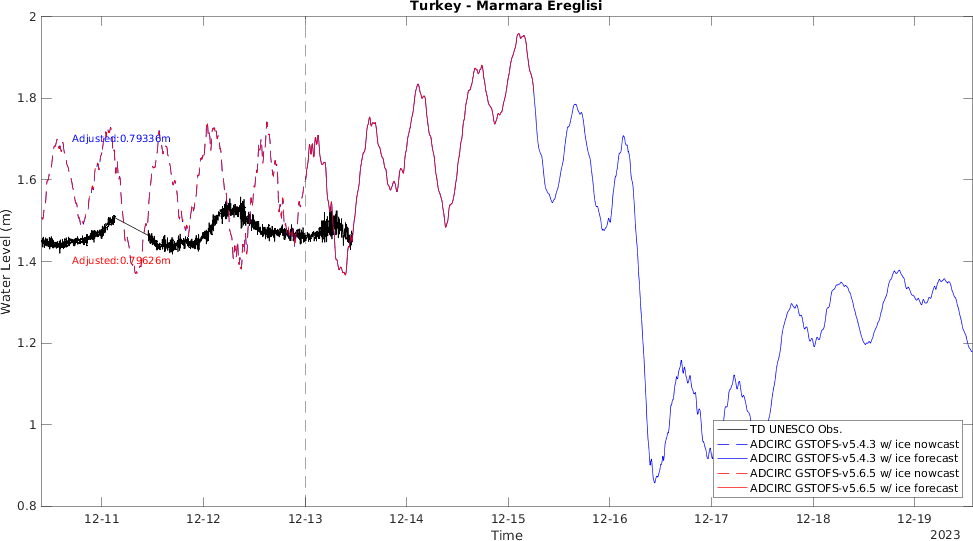 Turkey - Marmara Ereglisi
2
1.8
1.6
1.4
1.2
1
0.8
Water Level (m)
Adjusted:0.79336m
Adjusted:0.79626m
TD UNESCO Obs.
ADCIRC GSTOFS-v5.4.3 w/ ice nowcast
ADCIRC GSTOFS-v5.4.3 w/ ice forecast
ADCIRC GSTOFS-v5.6.5 w/ ice nowcast
ADCIRC GSTOFS-v5.6.5 w/ ice forecast
12-11 12-12 12-13 12-14 12-15 12-16 12-17 12-18 12-19
Time
2023